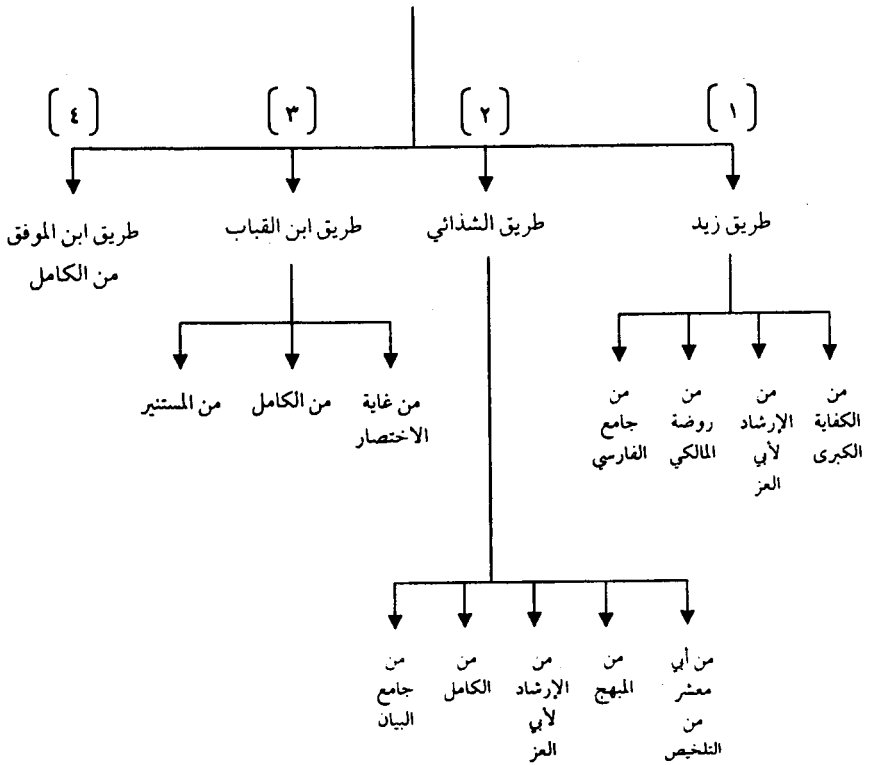 [١]
[٢]
[٣]
[٤]
طريق زيد
طريق الشذائي
طريق ابن القباب
طريق ابن الموفق
من الكامل
من
الكفاية
الكبرى
من
الإرشاد
لأبي
العز
من
روضة
المالكي
من
جامع
الفارسي
من غاية
الاختصار
من الكامل
من المستنير
من أبي
معشر
من
التلخيص
من
المبهج
من
الإرشاد
لأبي
العز
من
الكامل
من
جامع
البيان